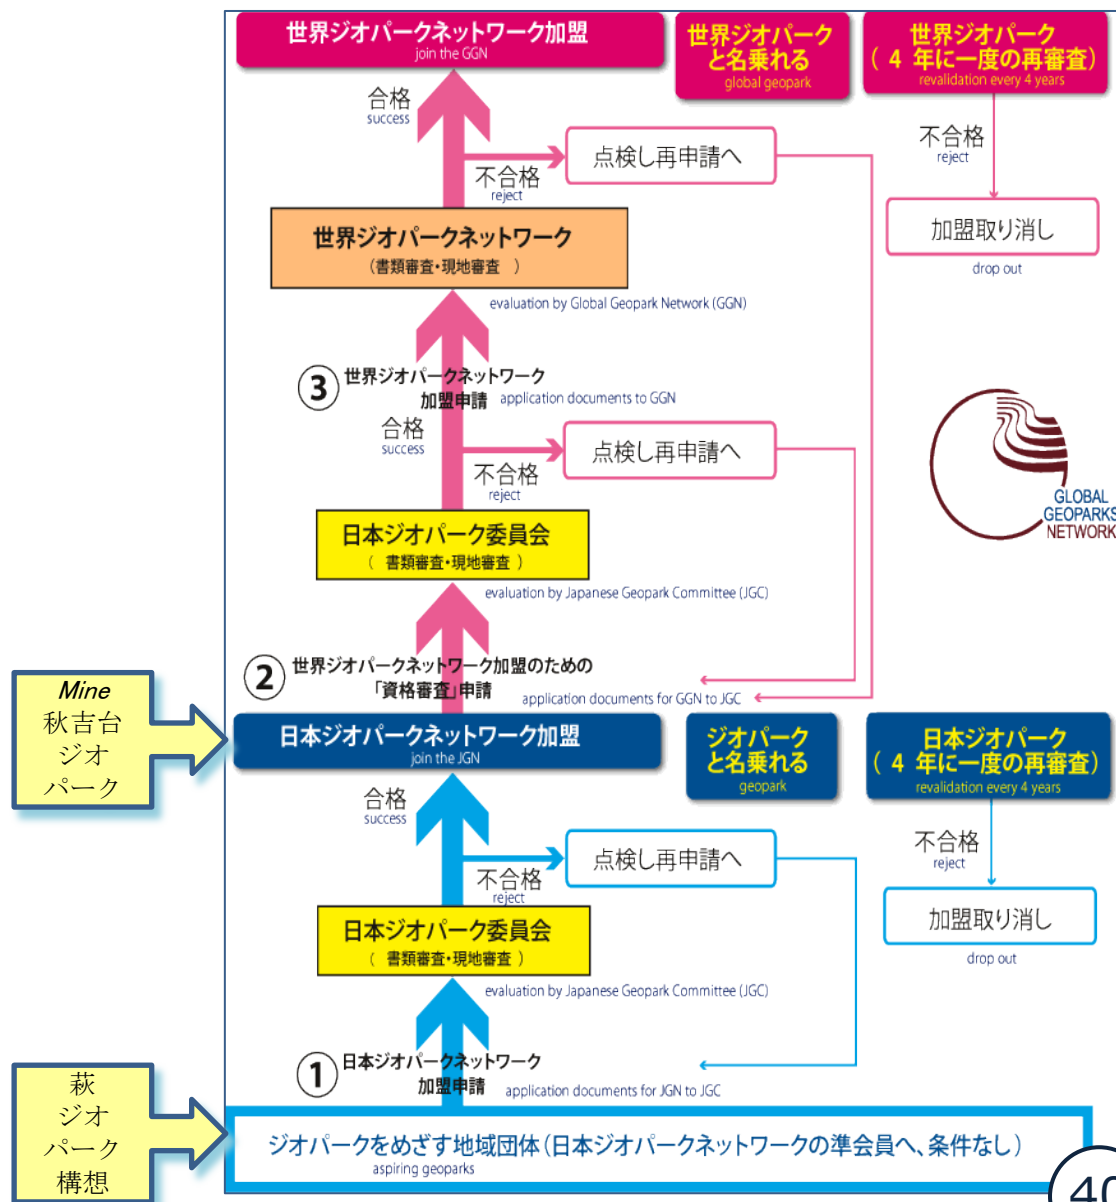 世界ジオパークネットワーク加盟
join the GGN
世界ジオパーク
と名乗れる
global geopark
世界ジオパーク
( 4 年に一度の再審査)
revalidation every 4 years
合格
success
不合格
reject
点検し再申請へ
不合格
reject
加盟取り消し
drop out
世界ジオパークネットワーク
(書類審査・現地審査 )
evaluation by Global Geopark Network (GGN)
③ 世界ジオパークネットワーク
加盟申請 application documents to GGN
合格
success
不合格
reject
点検し再申請へ
GLOBAL
GEOPARKS
NETWORK
日本ジオパーク委員会
( 書類審査・現地審査 )
evaluation by Japanese Geopark Committee (JGC)
② 世界ジオパークネットワーク加盟のための
「資格審査」申請
application documents for GGN to JGC
Mine
秋吉台
ジオ
パーク
日本ジオパークネットワーク加盟
join the JGN
ジオパーク
と名乗れる
geopark
日本ジオパーク
( 4 年に一度の再審査)
revalidation every 4 years
合格
success
不合格
reject
点検し再申請へ
不合格
reject
加盟取り消し
drop out
日本ジオパーク委員会
( 書類審査・現地審査 )
evaluation by Japanese Geopark Committee (JGC)
① 日本ジオパークネットワーク
加盟申請 application documents for JGN to JGC
萩
ジオ
パーク
構想
ジオパークをめざす地域団体(日本ジオパークネットワークの準会員へ、条件なし)
aspiring geoparks
40